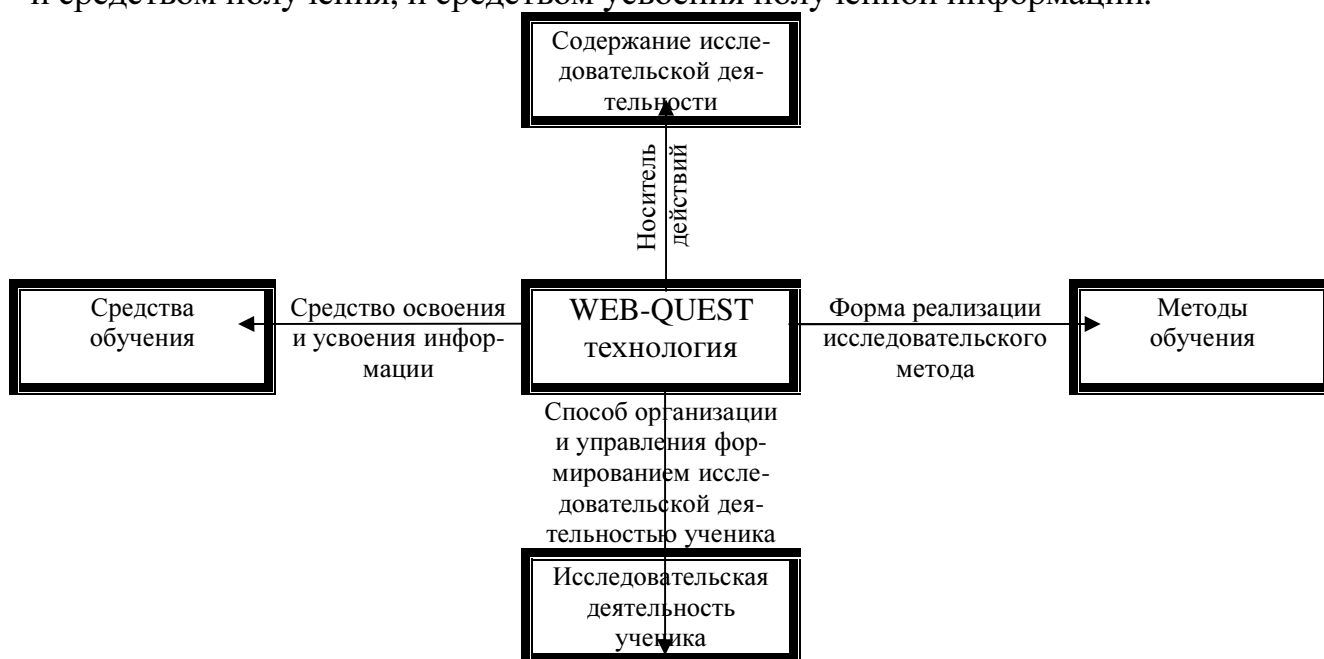 и средством получения, и средством усвоения полученной информации.
Содержание иссле-
довательской дея-
тельности
Носитель
действий
Средства
обучения
Средство освоения
и усвоения инфор-
мации
WEB-QUEST
технология
Форма реализации
исследовательского
метода
Методы
обучения
Способ организации
и управления фор-
мированием иссле-
довательской дея-
тельностью ученика
Исследовательская
деятельность
ученика